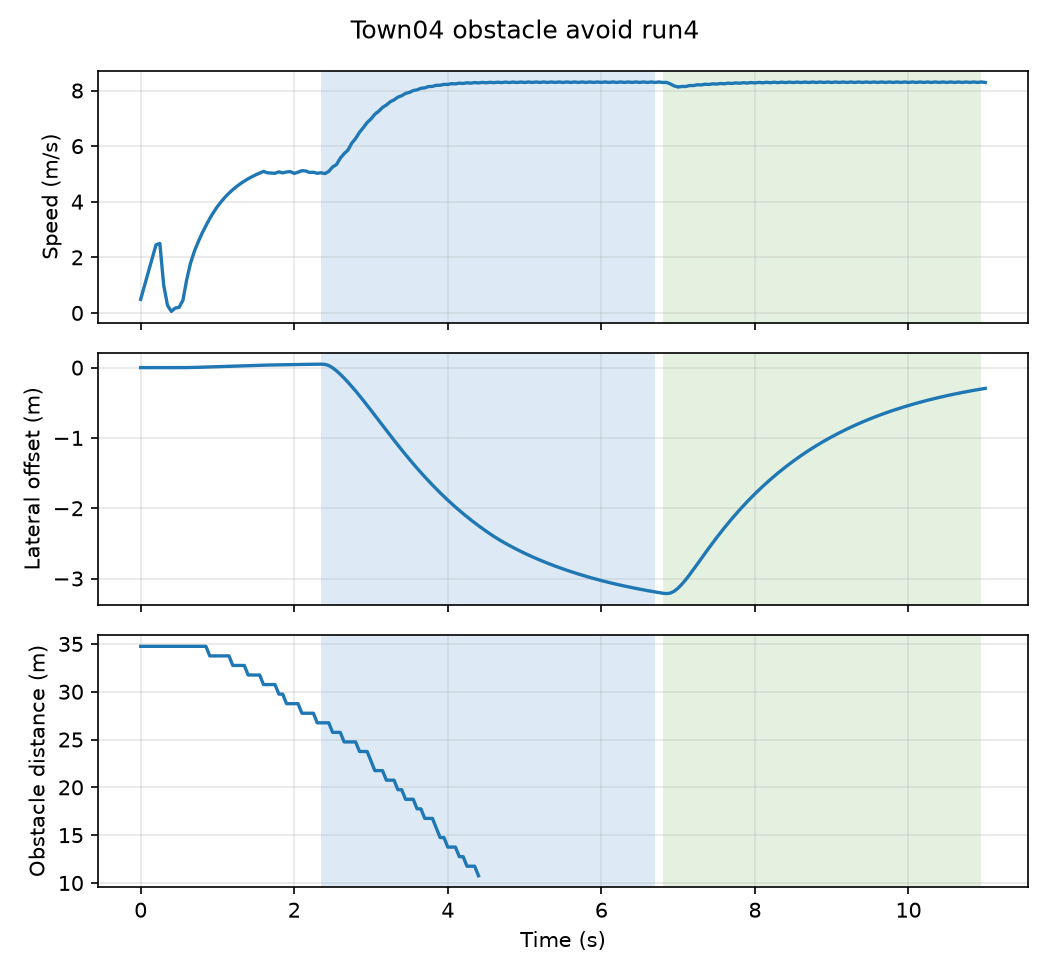 Town04 obstacle avoid run4
Speed (m/s)
8
6
4
2
0
Lateral offset (m)
0
−1
−2
−3
Obstacle distance (m)
35
30
25
20
15
10
0 2 4 6 8 10
Time (s)